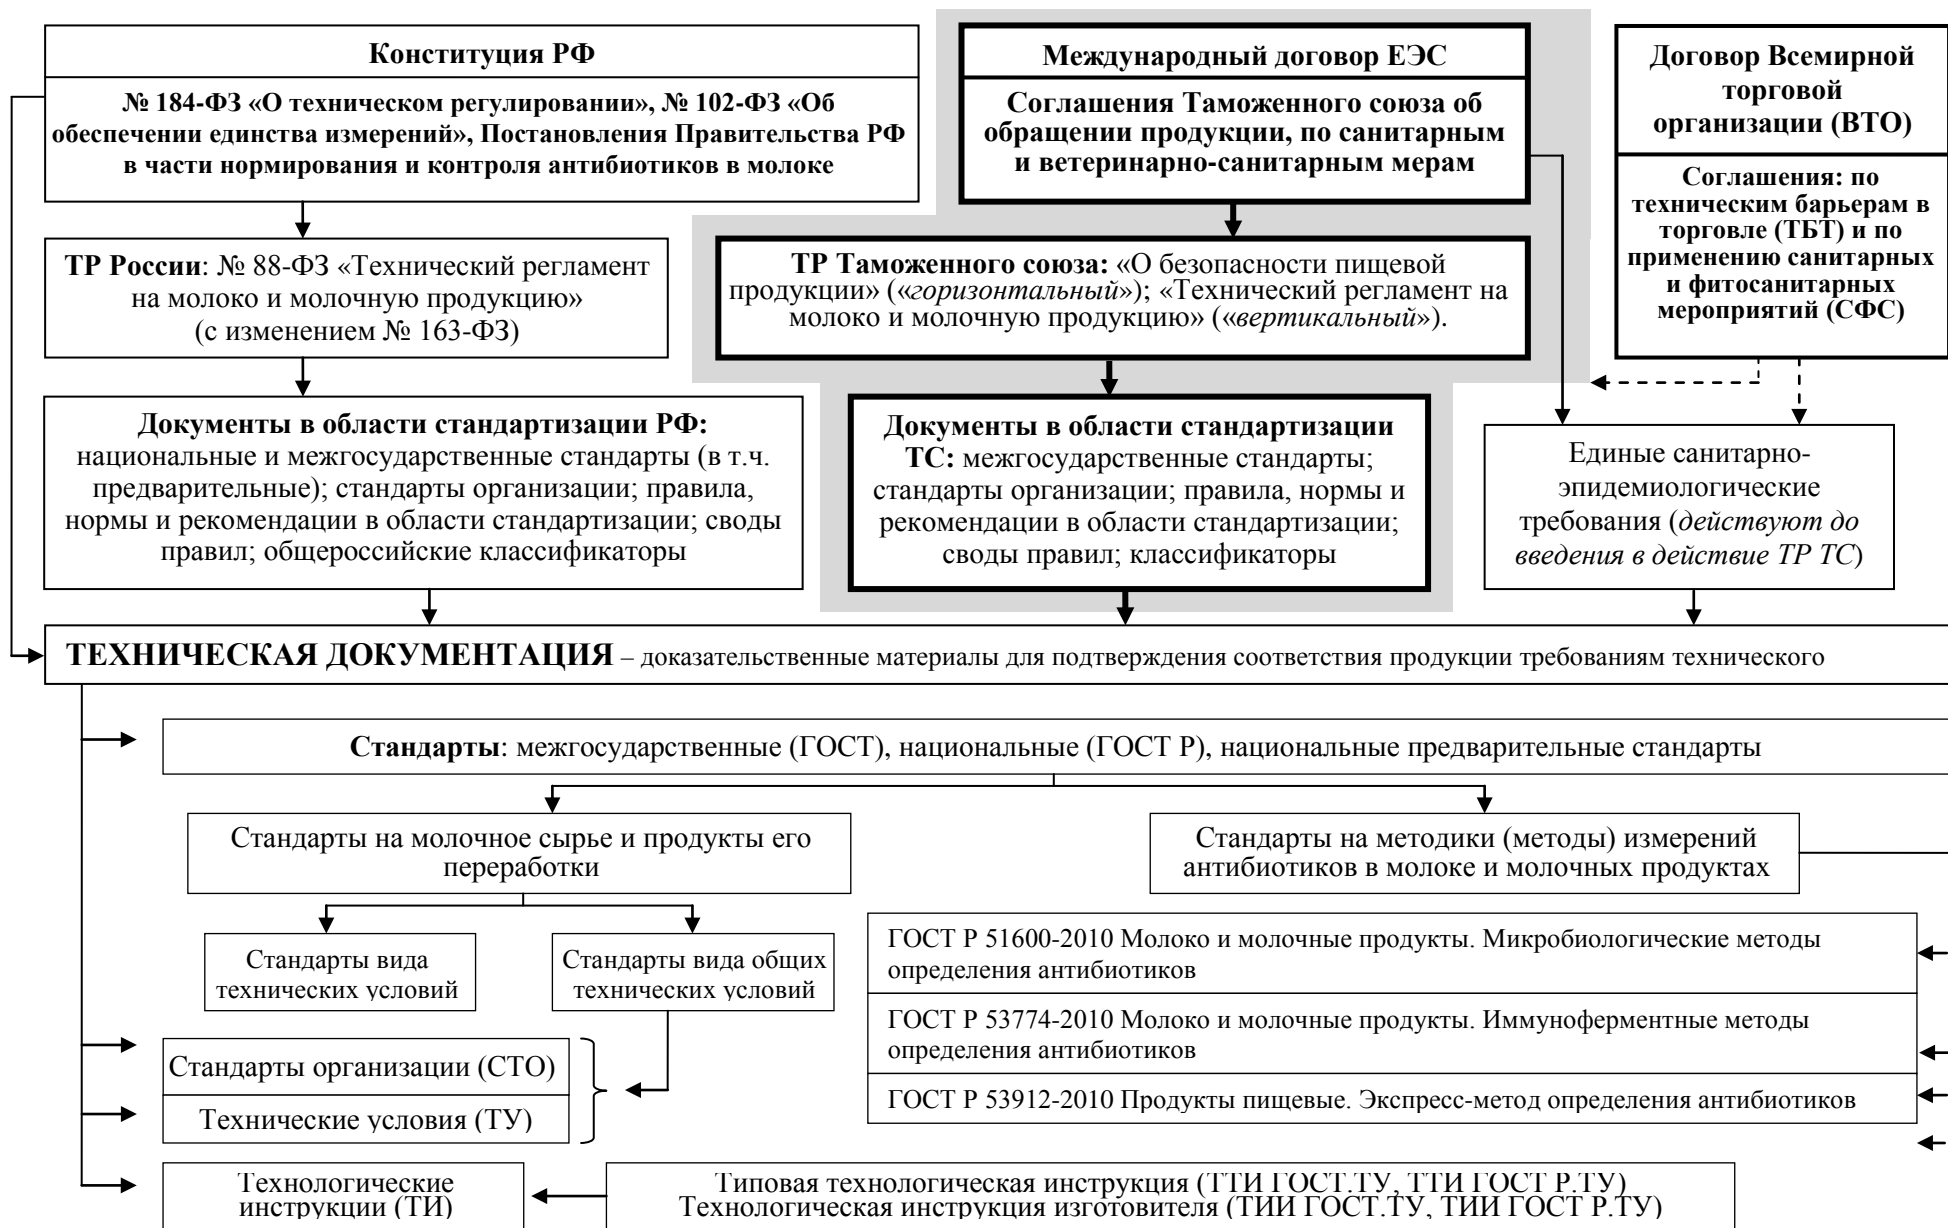 Конституция РФ
№ 184-ФЗ «О техническом регулировании», № 102-ФЗ «Об
обеспечении единства измерений», Постановления Правительства РФ
в части нормирования и контроля антибиотиков в молоке
Международный договор ЕЭС
Соглашения Таможенного союза об
обращении продукции, по санитарным
и ветеринарно-санитарным мерам
Договор Всемирной
торговой
организации (ВТО)
Соглашения: по
техническим барьерам в
торговле (ТБТ) и по
применению санитарных
и фитосанитарных
мероприятий (СФС)
ТР России: № 88-ФЗ «Технический регламент
на молоко и молочную продукцию»
(с изменением № 163-ФЗ)
ТР Таможенного союза: «О безопасности пищевой
продукции» («горизонтальный»); «Технический регламент на
молоко и молочную продукцию» («вертикальный»).
Документы в области стандартизации РФ:
национальные и межгосударственные стандарты (в т.ч.
предварительные); стандарты организации; правила,
нормы и рекомендации в области стандартизации; своды
правил; общероссийские классификаторы
Документы в области стандартизации
ТС: межгосударственные стандарты;
стандарты организации; правила, нормы и
рекомендации в области стандартизации;
своды правил; классификаторы
Единые санитарно-
эпидемиологические
требования (действуют до
введения в действие ТР ТС)
ТЕХНИЧЕСКАЯ ДОКУМЕНТАЦИЯ – доказательственные материалы для подтверждения соответствия продукции требованиям технического
Стандарты: межгосударственные (ГОСТ), национальные (ГОСТ Р), национальные предварительные стандарты
Стандарты на молочное сырье и продукты его
переработки
Стандарты на методики (методы) измерений
антибиотиков в молоке и молочных продуктах
Стандарты вида
технических условий
Стандарты вида общих
технических условий
ГОСТ Р 51600-2010 Молоко и молочные продукты. Микробиологические методы
определения антибиотиков
ГОСТ Р 53774-2010 Молоко и молочные продукты. Иммуноферментные методы
определения антибиотиков
ГОСТ Р 53912-2010 Продукты пищевые. Экспресс-метод определения антибиотиков
Стандарты организации (СТО)
Технические условия (ТУ)
Технологические
инструкции (ТИ)
Типовая технологическая инструкция (ТТИ ГОСТ.ТУ, ТТИ ГОСТ Р.ТУ)
Технологическая инструкция изготовителя (ТИИ ГОСТ.ТУ, ТИИ ГОСТ Р.ТУ)